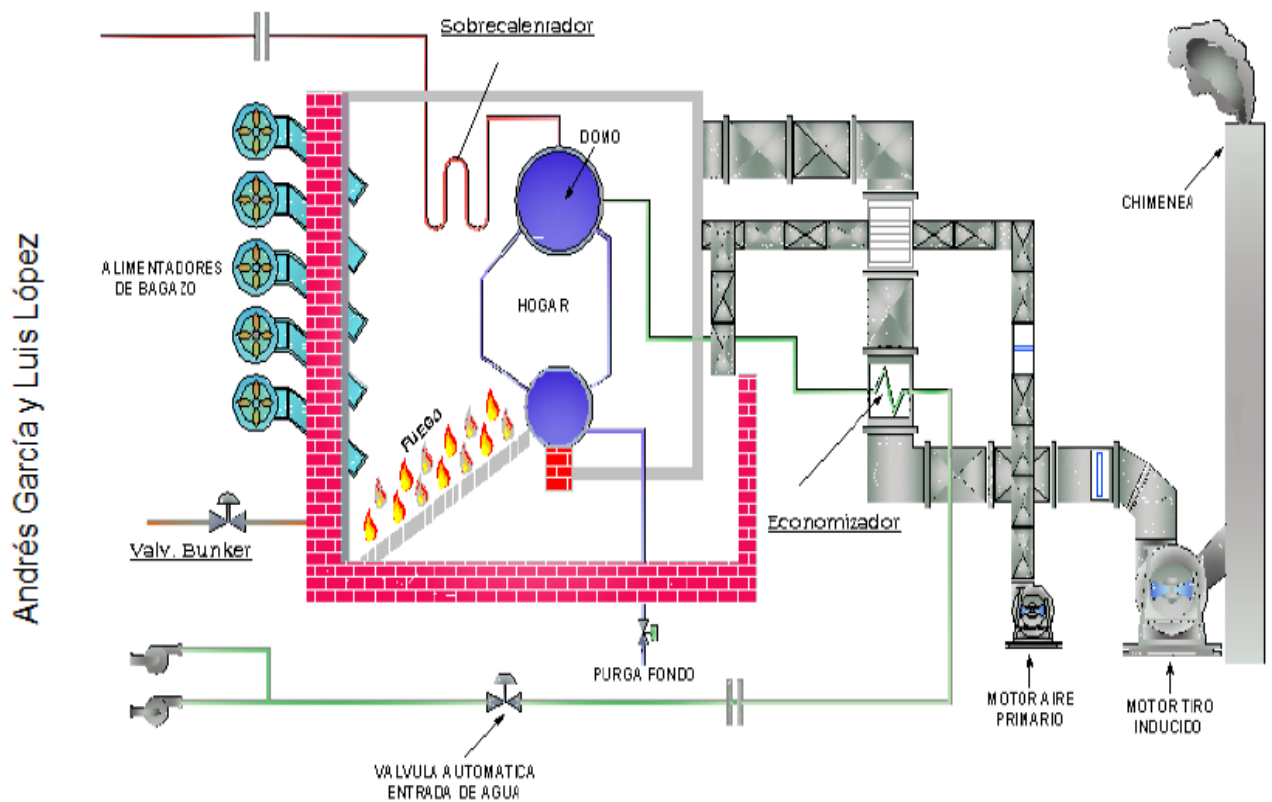 Andrés García y Luis López
Sobrecalenrador
DOMO
CHIMENEA
ALIMENTADORES
DE BAGAZO
HOGAR
FUEGO
Economizador
Valv. Bunker
PURGA FONDO
MOTOR AIRE
PRIMARIO
MOTOR TIRO
INDUCIDO
VALVULA AUTOMATICA
ENTRADA DE AGUA